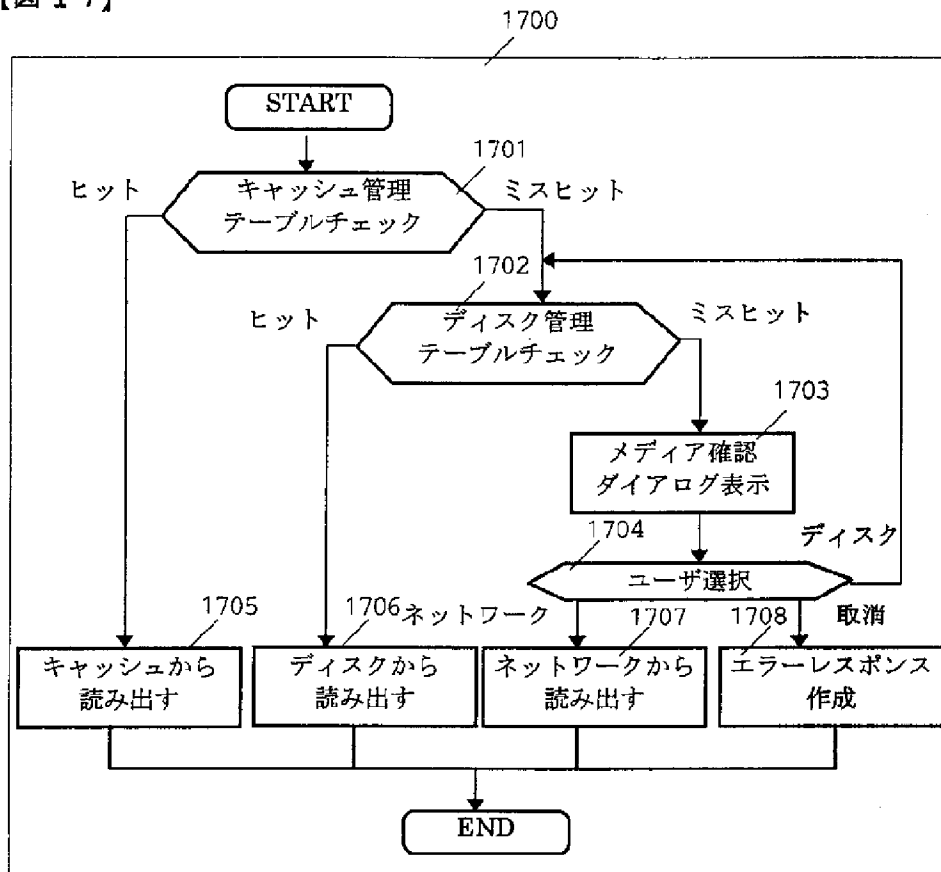 【図17】
1700
START
1701
ヒット
キャッシュ管理
テーブルチェック
ミスヒット
1702
ヒット
ディスク管理
テーブルチェック
ミスヒット
1703
メディア確認
ダイアログ表示
1704
ディスク
ユーザ選択
1705
1706
ネットワーク
1707
1708
取消
キャッシュから
読み出す
ディスクから
読み出す
ネットワークから
読み出す
エラーレスポンス
作成
END